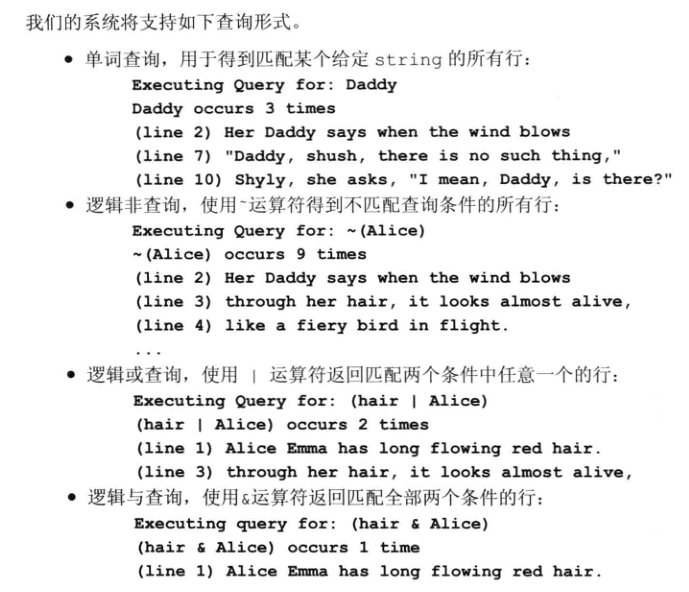 我们的系统将支持如下查询形式。
● 单词查询，用于得到匹配某个给定 string 的所有行：
Executing Query for: Daddy
Daddy occurs 3 times
(line 2) Her Daddy says when the wind blows
(line 7) "Daddy, shush, there is no such thing,"
(line 10) Shyly, she asks, "I mean, Daddy, is there?"
● 逻辑非查询，使用~运算符得到不匹配查询条件的所有行：
Executing Query for: ~(Alice)
~(Alice) occurs 9 times
(line 2) Her Daddy says when the wind blows
(line 3) through her hair, it looks almost alive,
(line 4) like a fiery bird in flight.
...
● 逻辑或查询，使用 | 运算符返回匹配两个条件中任意一个的行：
Executing Query for: (hair | Alice)
(hair | Alice) occurs 2 times
(line 1) Alice Emma has long flowing red hair.
(line 3) through her hair, it looks almost alive,
● 逻辑与查询，使用&运算符返回匹配全部两个条件的行：
Executing query for: (hair & Alice)
(hair & Alice) occurs 1 time
(line 1) Alice Emma has long flowing red hair.